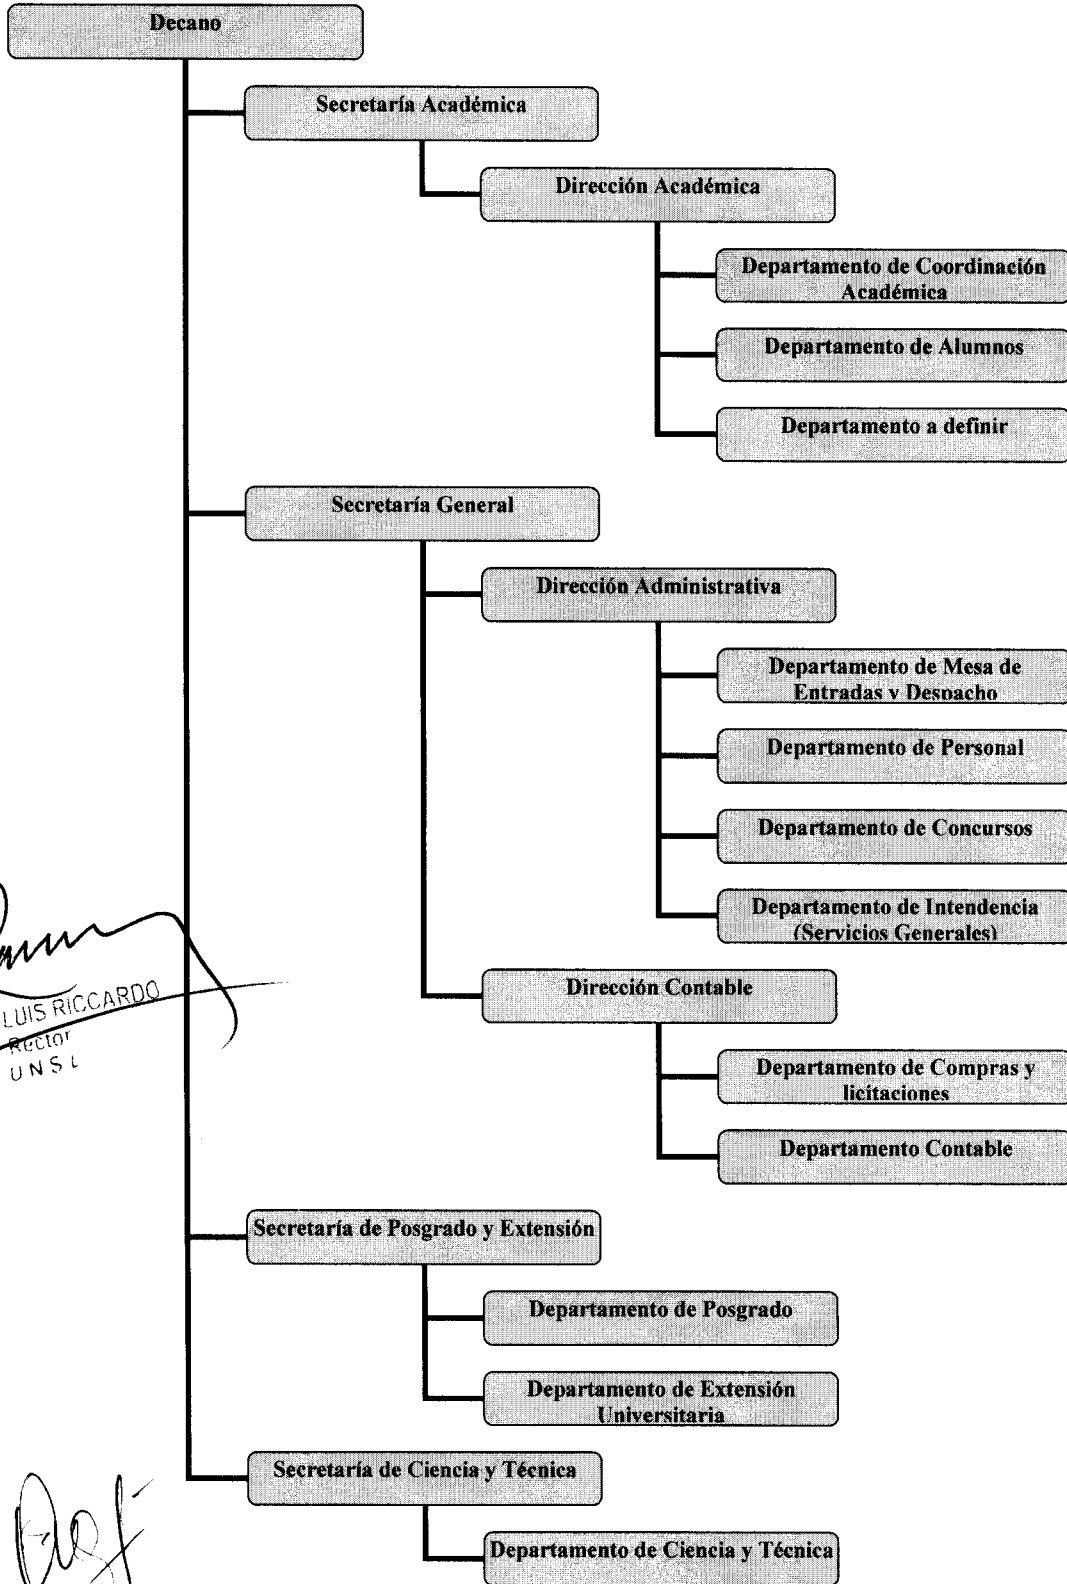 Decano
Secretaría Académica
Dirección Académica
Departamento de Coordinación
Académica
Departamento de Alumnos
Departamento a definir
Secretaría General
Dirección Administrativa
Departamento de Mesa de
Entradas y Despacho
Departamento de Personal
Departamento de Concursos
Departamento de Intendencia
(Servicios Generales)
Dirección Contable
LUIS RICCARDO
Rector
UNSL
Departamento de Compras y
licitaciones
Departamento Contable
Secretaría de Posgrado y Extensión
Departamento de Posgrado
Departamento de Extensión
Universitaria
Secretaría de Ciencia y Técnica
Departamento de Ciencia y Técnica